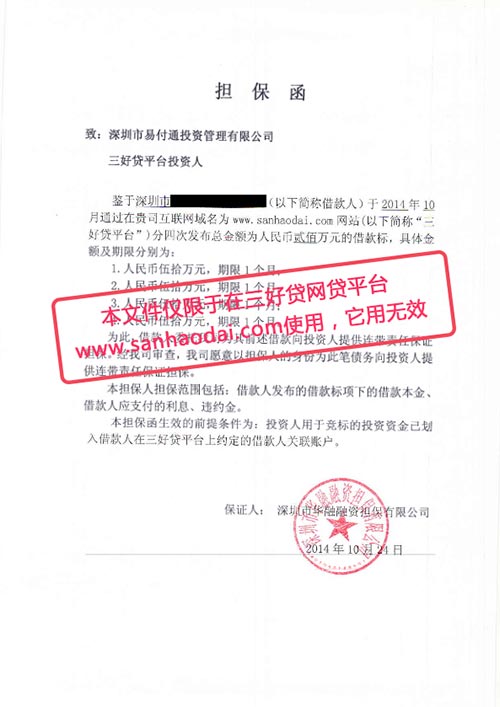 担 保 函
致：深圳市易付通投资管理有限公司
三好贷平台投资人
鉴于深圳市（以下简称借款人）于 2014 年 10
月通过在贵司互联网域名为 www.sanhaodai.com 网站(以下简称“三
好贷平台”)分四次发布总金额为人民币贰佰万元的借款标，具体金
额及期限分别为：
1.人民币伍拾万元，期限 1 个月；
2.人民币伍拾万元，期限 1 个月；
3.人民币伍
人民币伍拾万元，期限 1 个月。
本文件仅限于在三好贷网贷平台
www.sanhaodai.com使用，它用无效
为此，借款人前述借款向投资人提供连带责任保证
担保。经我司审查，我司愿意以担保人的身份为此笔债务向投资人提
供连带责任保证担保。
本担保人担保范围包括：借款人发布的借款标项下的借款本金、
借款人应支付的利息、违约金。
本担保函生效的前提条件为：投资人用于竞标的投资资金已划
入借款人在三好贷平台上约定的借款人关联账户。
保证人： 深圳市华融融资担保有限公司
深圳市华融融资担保有限公司
2014 年 10 月 24 日